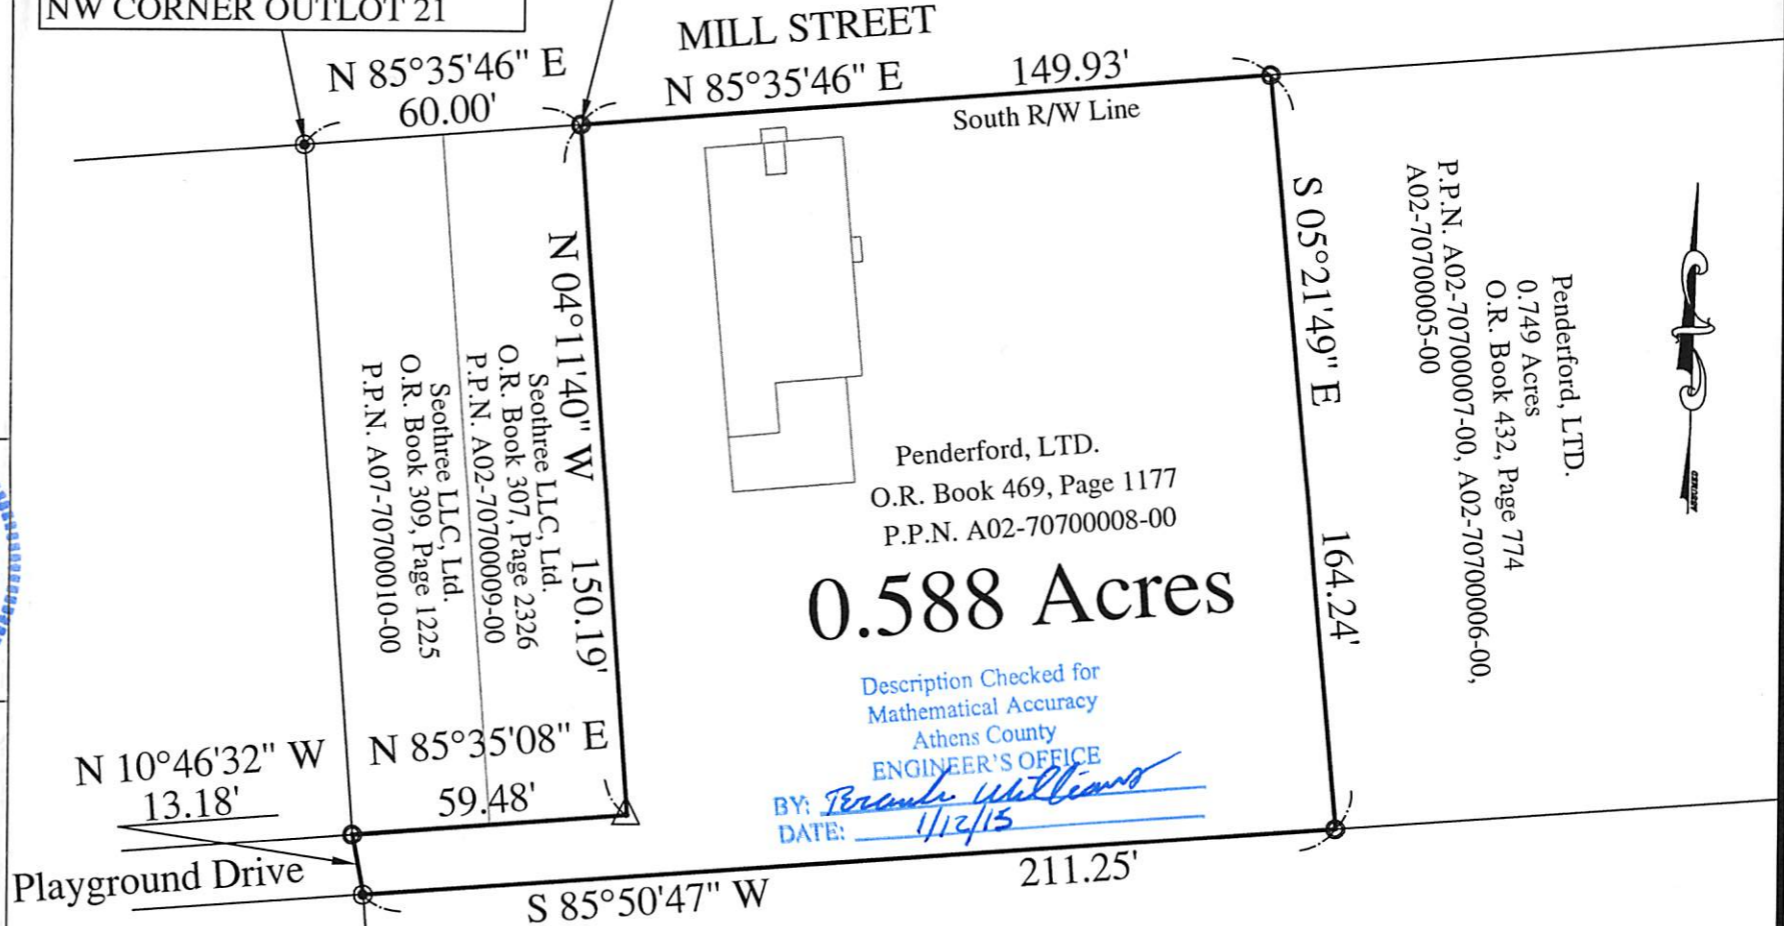 NW CORNER OUTLOT 21
MILL STREET
N 85°35'46" E
60.00'
N 85°35'46" E
149.93'
South R/W Line
N 04°11'40" W 150.19'
S 05°21'49" E 164.24'
Penderford, LTD.
0.749 Acres
O.R. Book 432, Page 774
P.P.N. A02-70700007-00, A02-70700006-00,
A02-70700005-00
Seothree LLC, Ltd.
O.R. Book 307, Page 2326
P.P.N. A02-70700009-00
Seothree LLC, Ltd.
O.R. Book 309, Page 1225
P.P.N. A07-70700010-00
Penderford, LTD.
O.R. Book 469, Page 1177
P.P.N. A02-70700008-00
0.588 Acres
Description Checked for
Mathematical Accuracy
Athens County
ENGINEER'S OFFICE
BY: Williams
DATE: 1/12/15
N 10°46'32" W
13.18'
N 85°35'08" E
59.48'
Playground Drive
S 85°50'47" W
211.25'